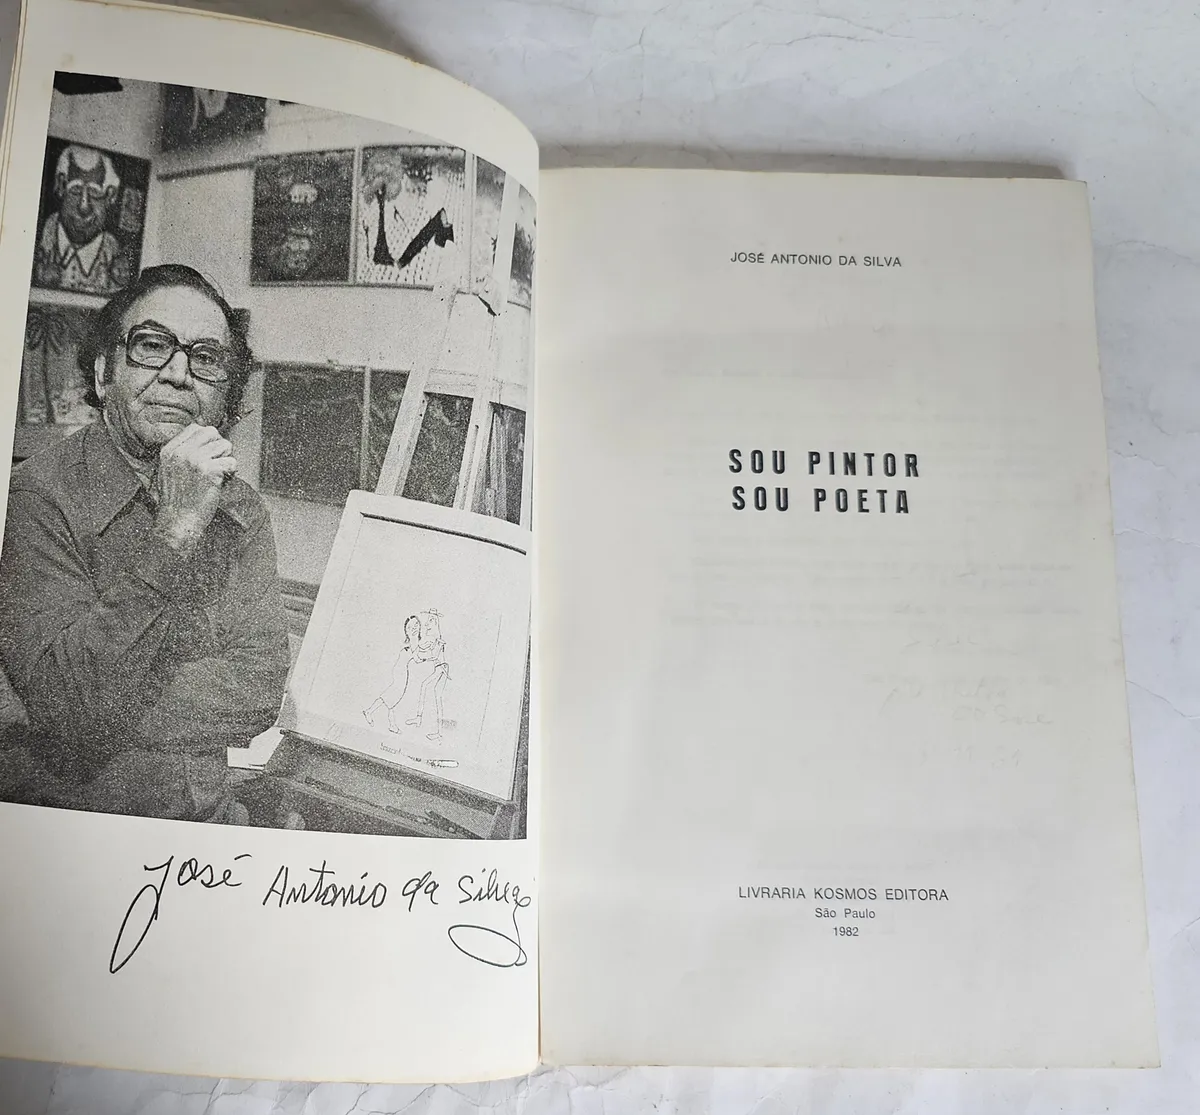 José Antonio da Silva
JOSÉ ANTONIO DA SILVA
SOU PINTOR
SOU POETA
LIVRARIA KOSMOS EDITORA
São Paulo
1982